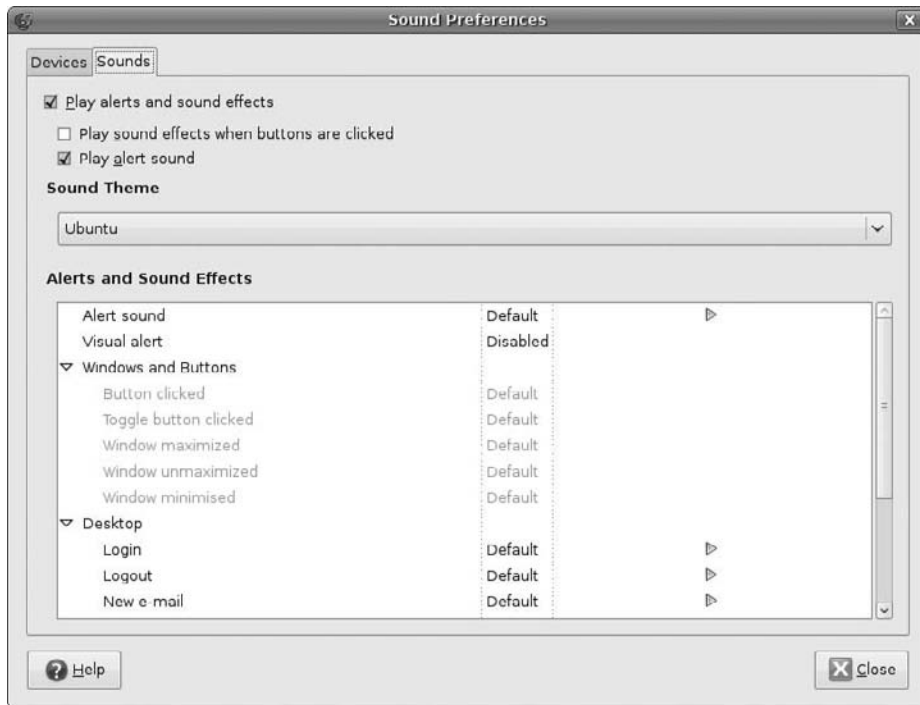 Sound Preferences
Devices Sounds
Play alerts and sound effects
Play sound effects when buttons are clicked
Play alert sound
Sound Theme
Ubuntu
Alerts and Sound Effects
Alert sound Default
Visual alert Disabled
Windows and Buttons
Button clicked Default
Toggle button clicked Default
Window maximized Default
Window unmaximized Default
Window minimised Default
Desktop
Login Default
Logout Default
New e-mail Default
Help Close